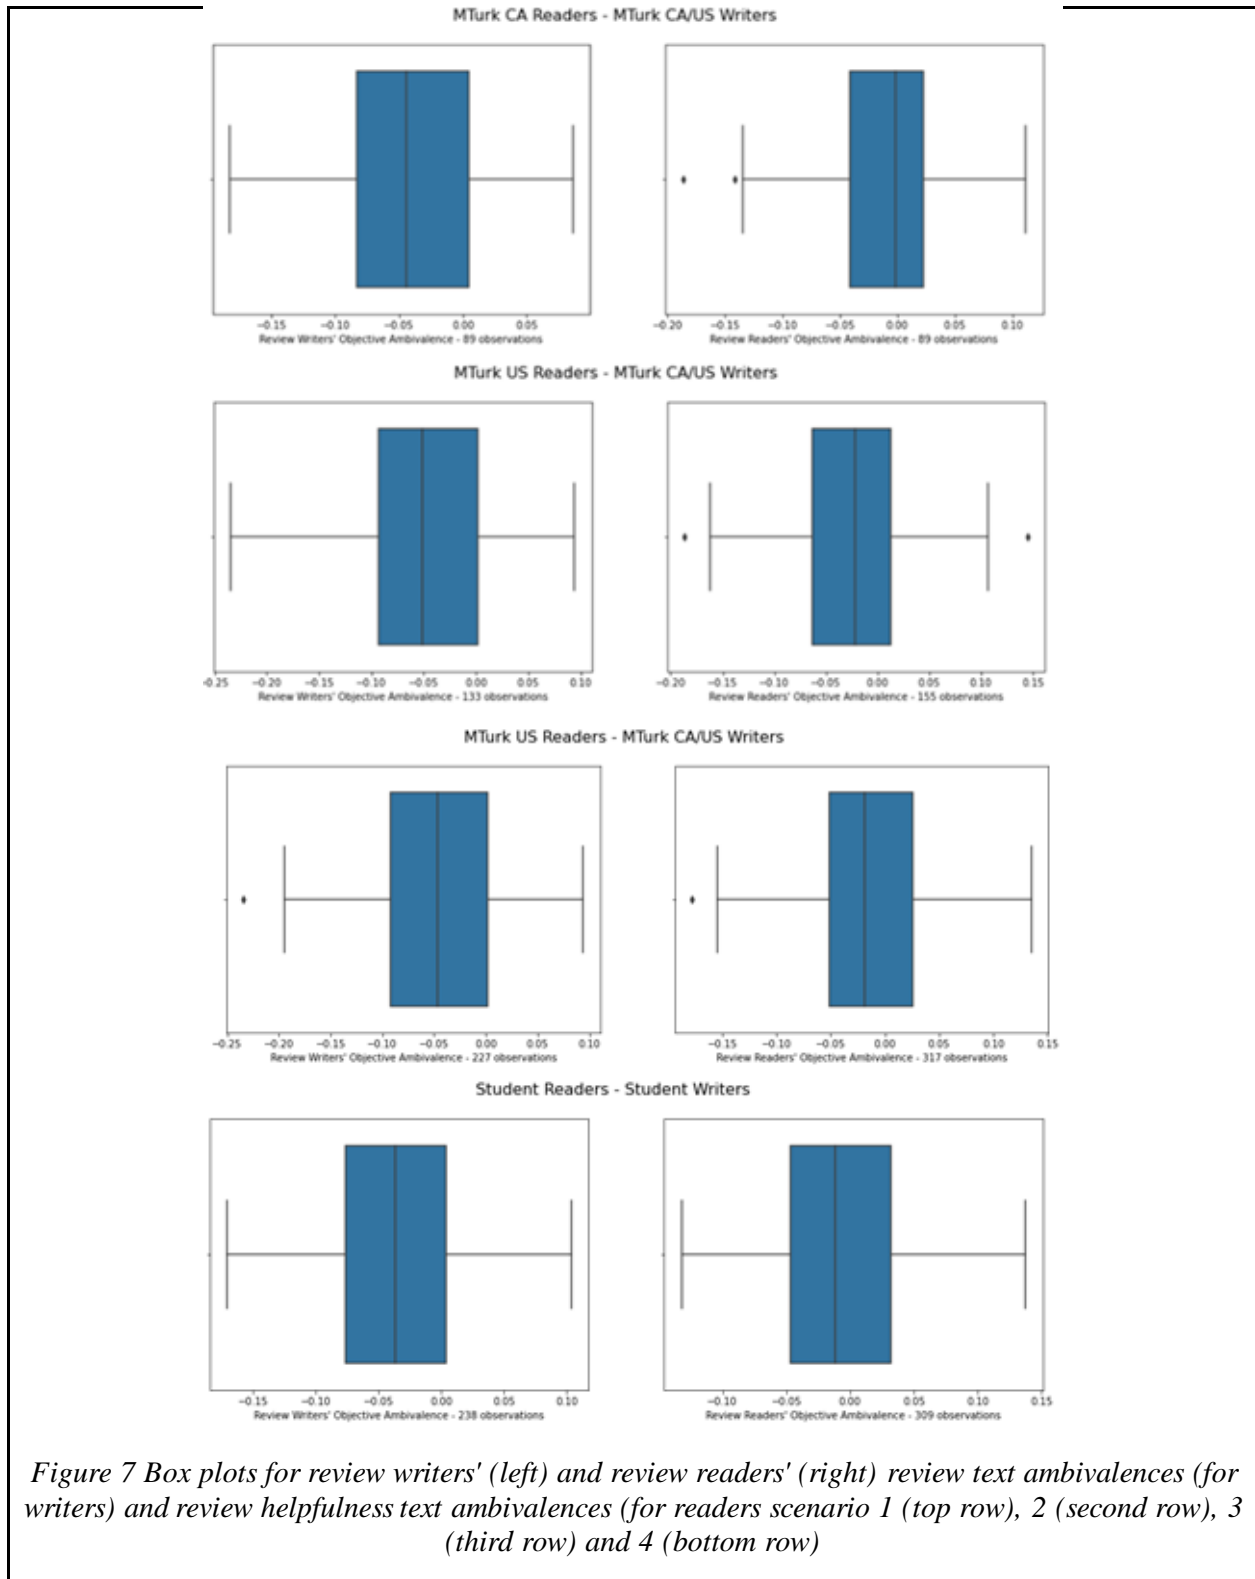 MTurk CA Readers - MTurk CA/US Writers
−0.15 −0.10 −0.05 0.00 0.05
−0.20 −0.15 −0.10 −0.05 0.00 0.05 0.10
Review Writers' Objective Ambivalence - 89 observations
Review Readers' Objective Ambivalence - 89 observations
MTurk US Readers - MTurk CA/US Writers
−0.25 −0.20 −0.15 −0.10 −0.05 0.00 0.05 0.10
−0.20 −0.15 −0.10 −0.05 0.00 0.05 0.10 0.15
Review Writers' Objective Ambivalence - 133 observations
Review Readers' Objective Ambivalence - 155 observations
MTurk US Readers - MTurk CA/US Writers
−0.25 −0.20 −0.15 −0.10 −0.05 0.00 0.05 0.10
−0.15 −0.10 −0.05 0.00 0.05 0.10 0.15
Review Writers' Objective Ambivalence - 227 observations
Review Readers' Objective Ambivalence - 317 observations
Student Readers - Student Writers
−0.15 −0.10 −0.05 0.00 0.05 0.10
−0.10 −0.05 0.00 0.05 0.10 0.15
Review Writers' Objective Ambivalence - 238 observations
Review Readers' Objective Ambivalence - 309 observations
Figure 7 Box plots for review writers' (left) and review readers' (right) review text ambivalences (for
writers) and review helpfulness text ambivalences (for readers scenario 1 (top row), 2 (second row), 3
(third row) and 4 (bottom row)